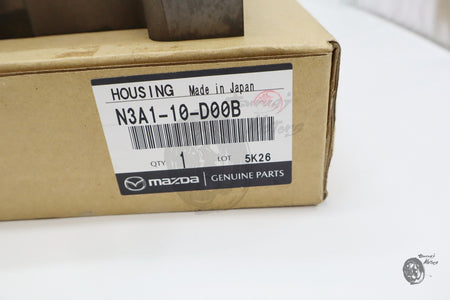 HOUSING Made in Japan
N3A1-10-D00B
QTY 1 LOT 5K26
mazda GENUINE PARTS